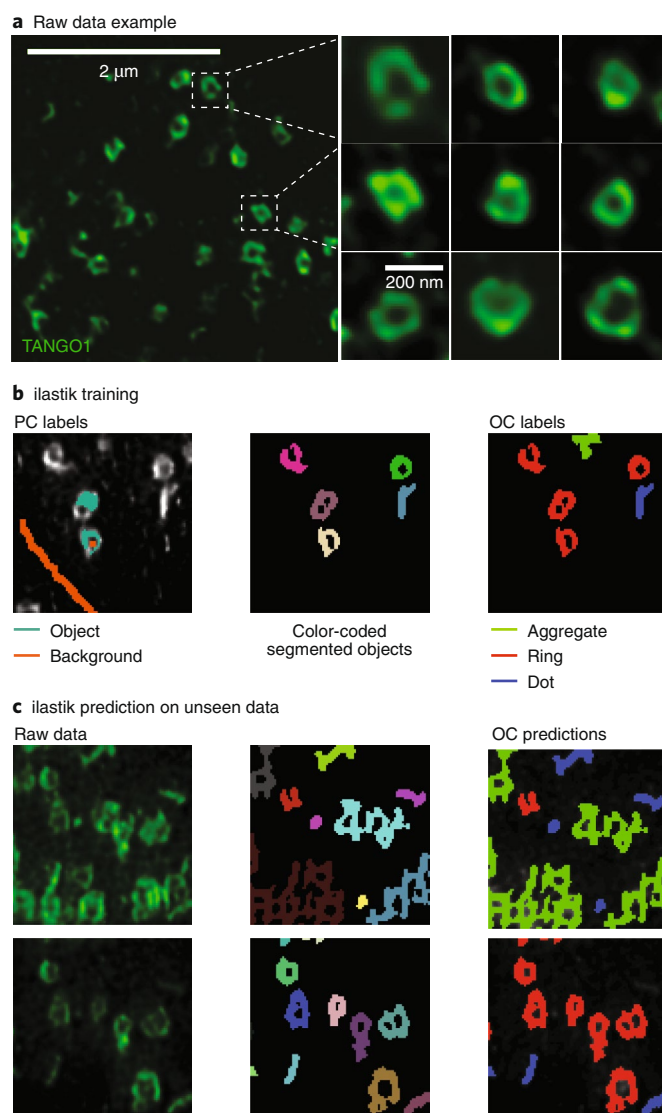 a Raw data example
2 μm
200 nm
TANGO1
b ilastik training
PC labels
OC labels
Object
Background
Color-coded
segmented objects
Aggregate
Ring
Dot
c ilastik prediction on unseen data
Raw data
OC predictions